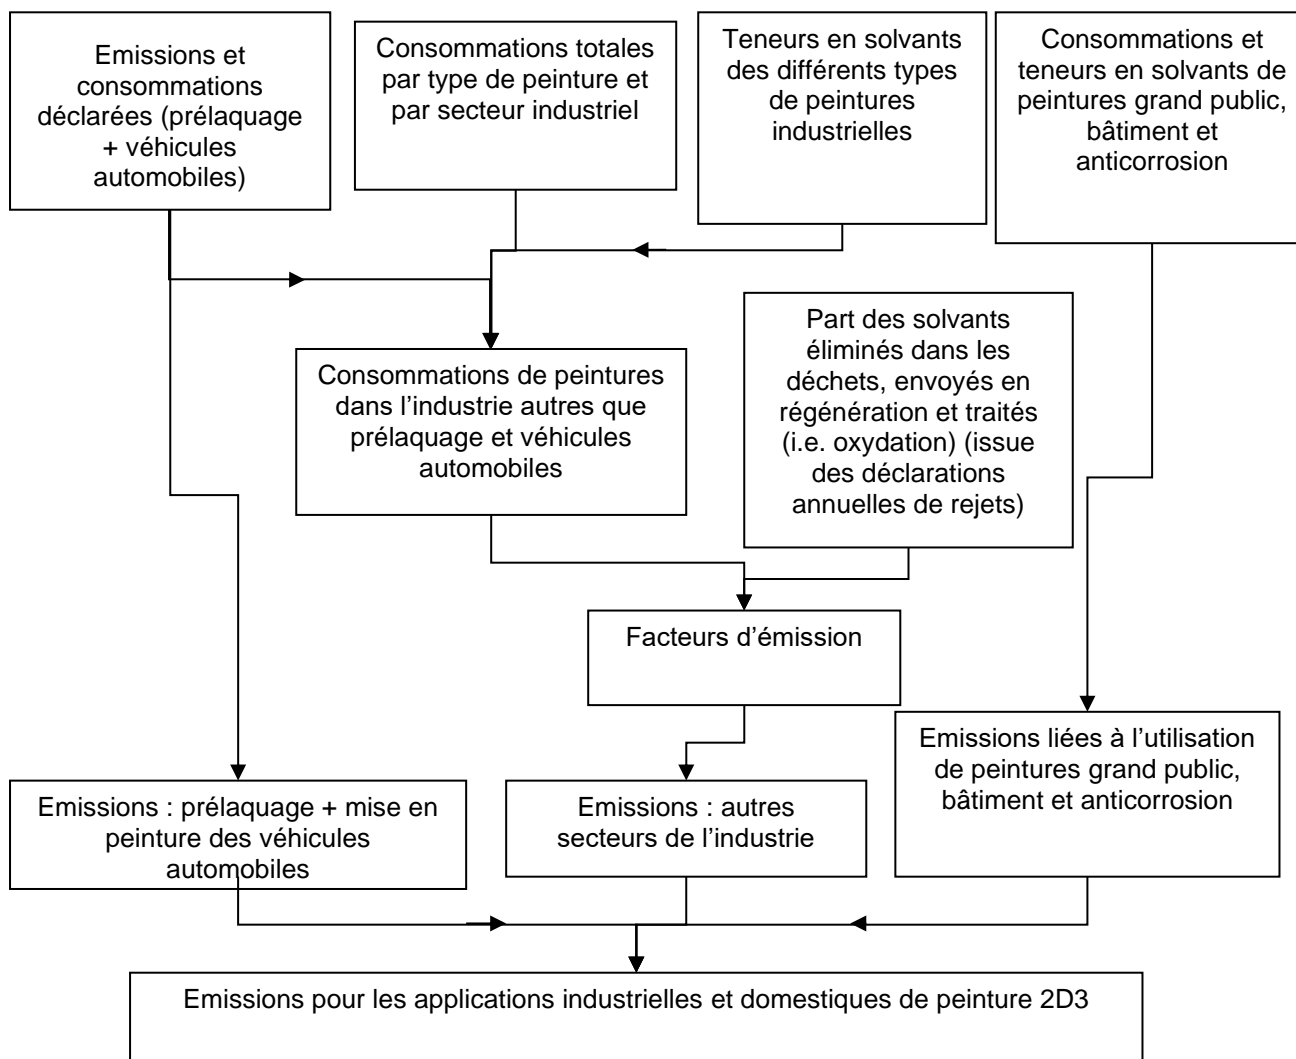 Emissions et
consommations
déclarées (prélaquage
+ véhicules
automobiles)
Consommations totales
par type de peinture et
par secteur industriel
Teneurs en solvants
des différents types
de peintures
industrielles
Consommations et
teneurs en solvants de
peintures grand public,
bâtiment et
anticorrosion
Consommations de peintures
dans l’industrie autres que
prélaquage et véhicules
automobiles
Part des solvants
éliminés dans les
déchets, envoyés en
régénération et traités
(i.e. oxydation) (issue
des déclarations
annuelles de rejets)
Facteurs d’émission
Emissions liées à l’utilisation
de peintures grand public,
bâtiment et anticorrosion
Emissions : prélaquage + mise en
peinture des véhicules
automobiles
Emissions : autres
secteurs de l’industrie
Emissions pour les applications industrielles et domestiques de peinture 2D3